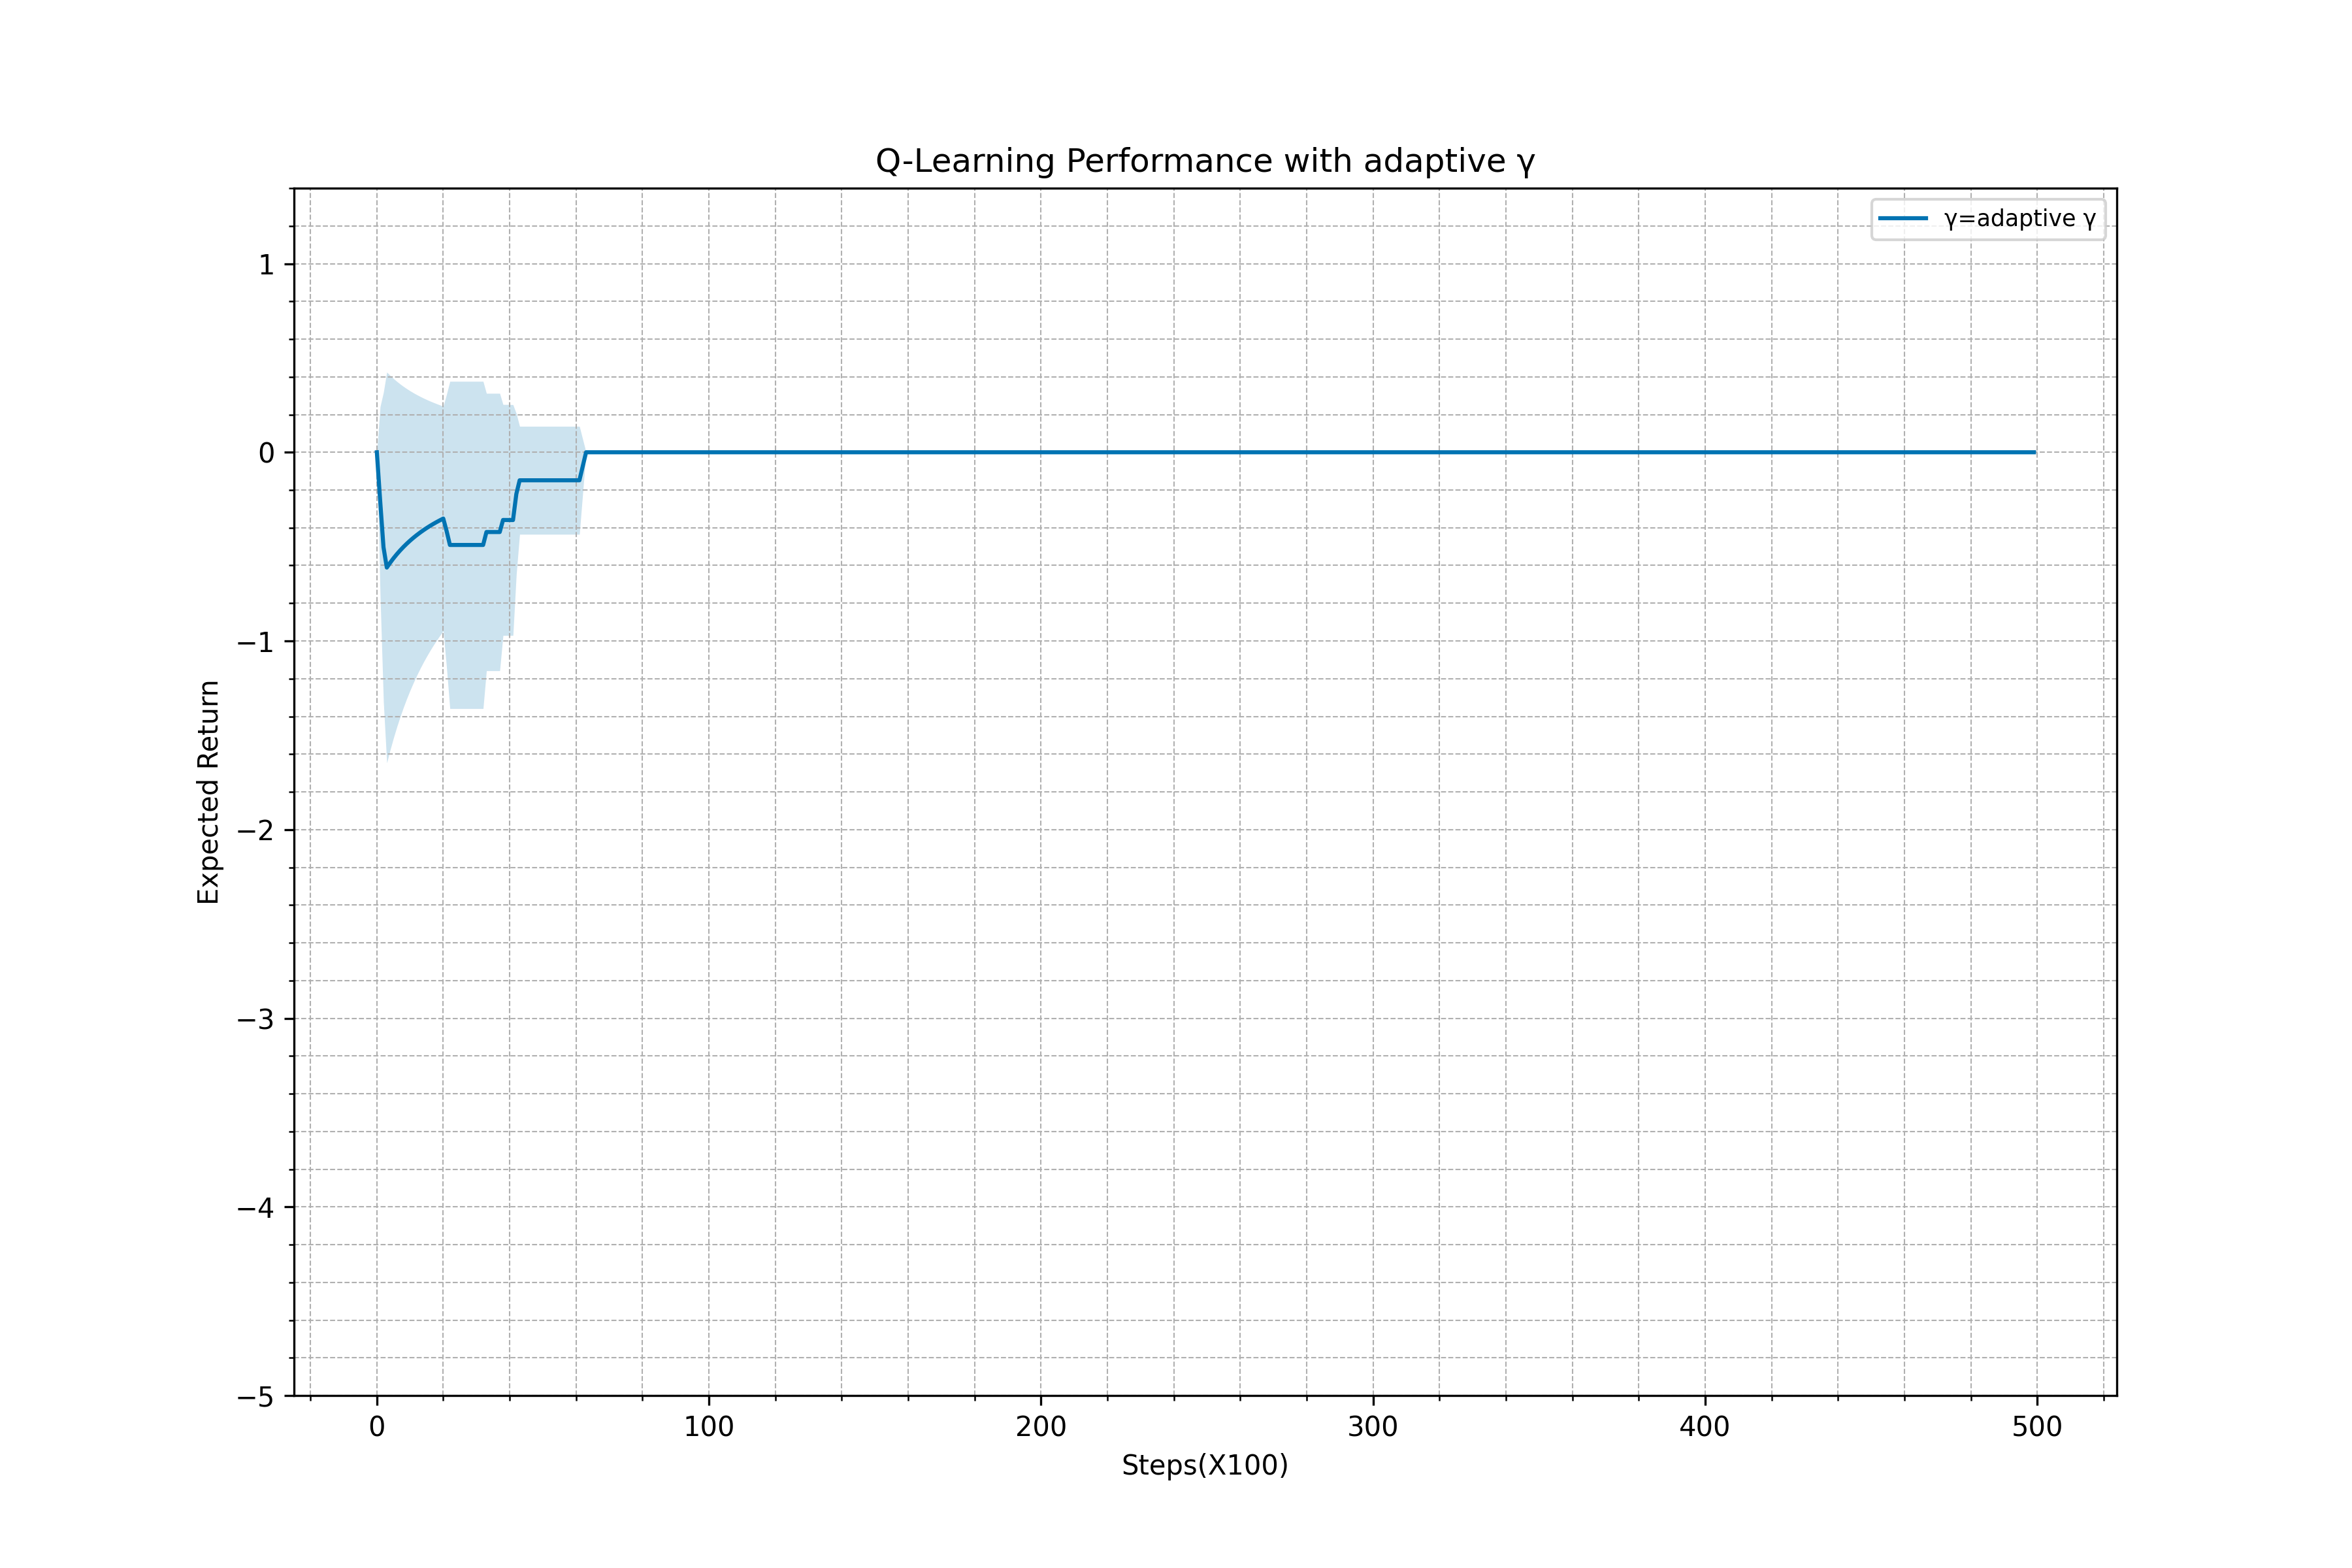 Q-Learning Performance with adaptive γ
γ=adaptive γ
1
0
−1
−2
−3
−4
−5
Expected Return
0 100 200 300 400 500
Steps(X100)